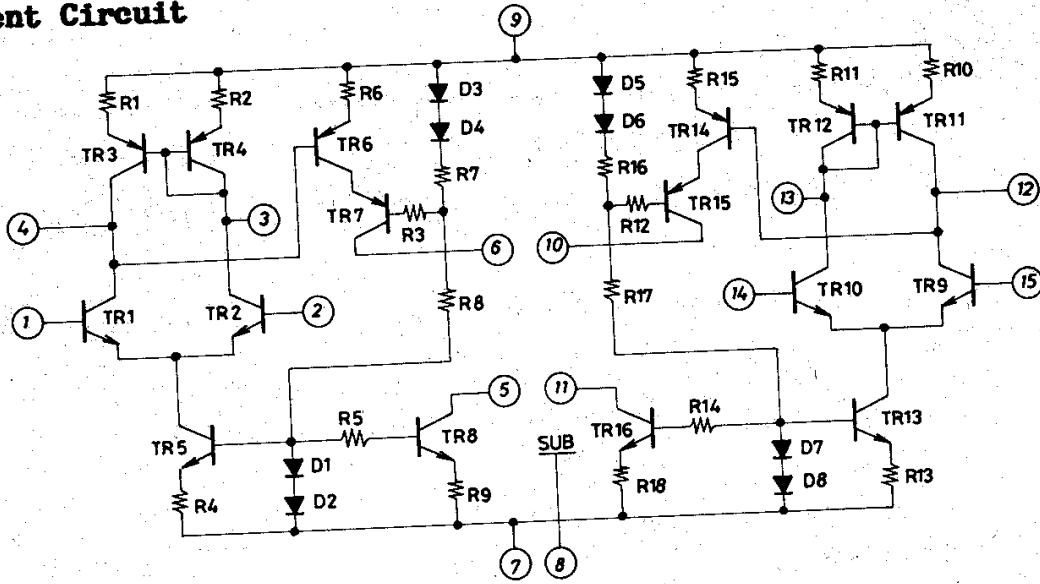 ent Circuit
9
R1
R2
R6
D3
D5
R15
R11
R10
D4
D6
TR3
TR4
TR6
TR14
TR12
TR11
R7
R16
TR7
R3
R12
TR15
4
3
6
10
13
12
TR1
TR2
R8
R17
TR10
TR9
1
2
14
15
5
11
R5
R14
TR5
TR8
TR16
TR13
SUB
D1
D7
R4
D2
R9
R18
D8
R13
7
8